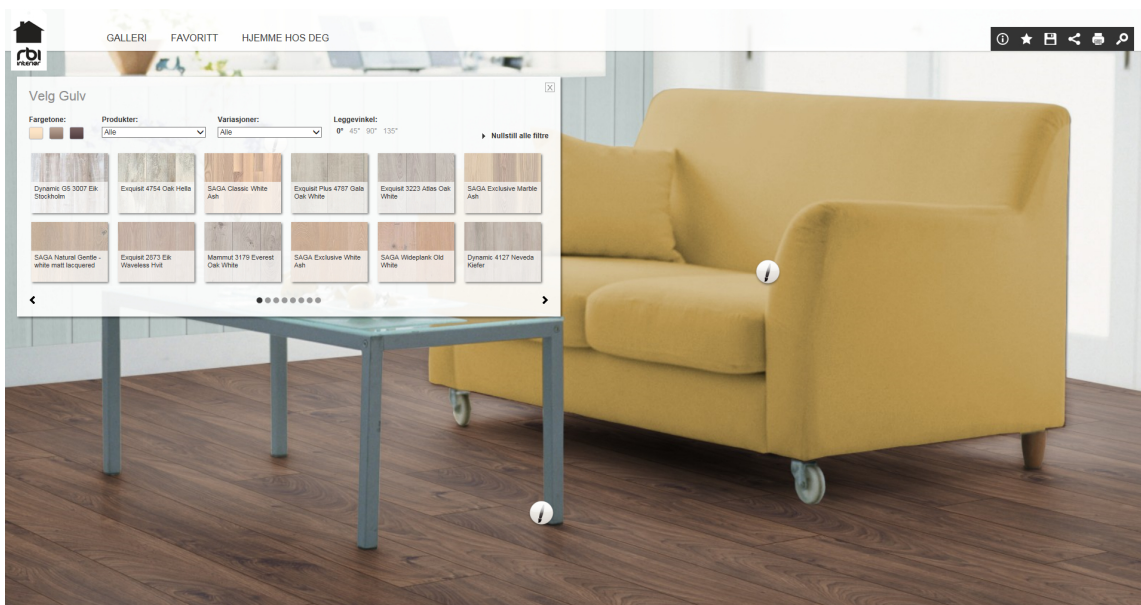 rbi
interiør
GALLERI FAVORITT HJEMME HOS DEG
Velg Gulv
X
Fargetone: Produkter: Variasjoner: Leggevinkel:
Alle Alle 0° 45° 90° 135°
Nullstill alle filtre
Dynamic G5 3007 Eik
Stockholm
Exquisit 4754 Oak Hella
SAGA Classic White
Ash
Exquisit Plus 4787 Gala
Oak White
Exquisit 3223 Atlas Oak
White
SAGA Exclusive Marble
Ash
SAGA Natural Gentle -
white matt lacquered
Exquisit 2873 Eik
Waveless Hvit
Mammut 3179 Everest
Oak White
SAGA Exclusive White
Ash
SAGA Wideplank Old
White
Dynamic 4127 Neveda
Kiefer